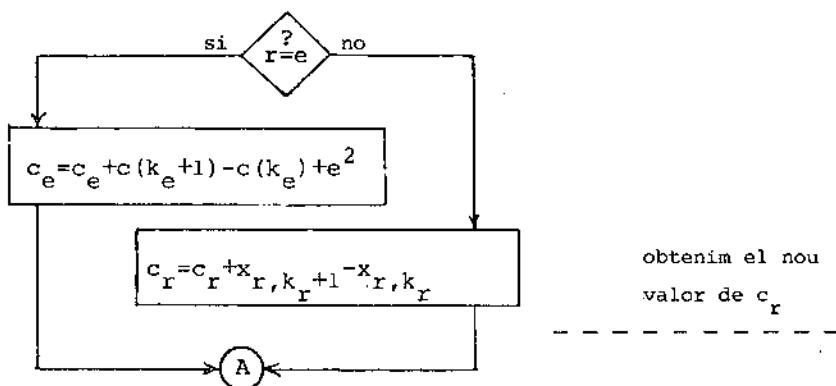 ?
si r=e no
c_e=c_e+c(k_e+1)-c(k_e)+e^2
c_r=c_r+x_{r,k_r+1}-x_{r,k_r}
obtenim el nou
valor de c_r
A